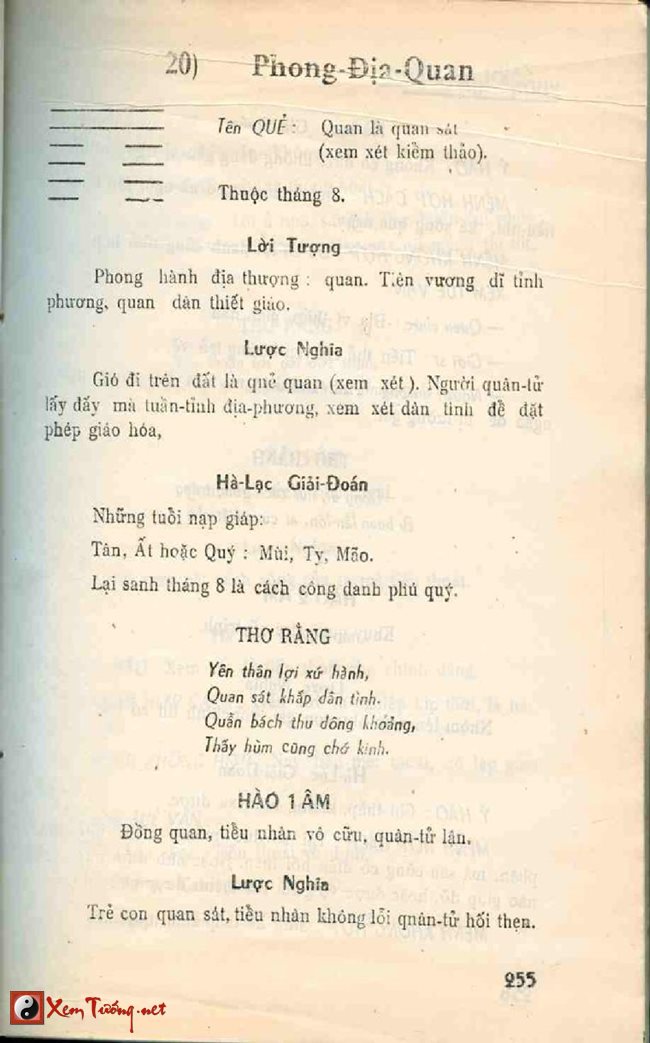 20) Phong-Địa-Quan
Tên QUẺ : Quan là quan sát
(xem xét kiểm thảo).
Thuộc tháng 8.
Lời Tượng
Phong hành địa thượng : quan. Tiên vương dĩ tỉnh
phương, quan dân thiết giáo.
Lược Nghĩa
Gió đi trên đất là quẻ quan (xem xét). Người quân-tử
lấy đấy mà tuần-tỉnh địa-phương, xem xét dân tình để đặt
phép giáo hóa,
Hà-Lạc Giải-Đoán
Những tuổi nạp giáp:
Tân, Ất hoặc Quý : Mùi, Tỵ, Mão.
Lại sanh tháng 8 là cách công danh phú quý.
THƠ RẰNG
Yên thân lợi xứ hành,
Quan sát khắp dân tình.
Quẫn bách thu đông khoảng,
Thấy hùm cũng chớ kinh.
HÀO 1 ÂM
Đồng quan, tiểu nhân vô cữu, quân-tử lận.
Lược Nghĩa
Trẻ con quan sát, tiểu nhân không lỗi quân-tử hối thẹn.
255
XemTướng.net